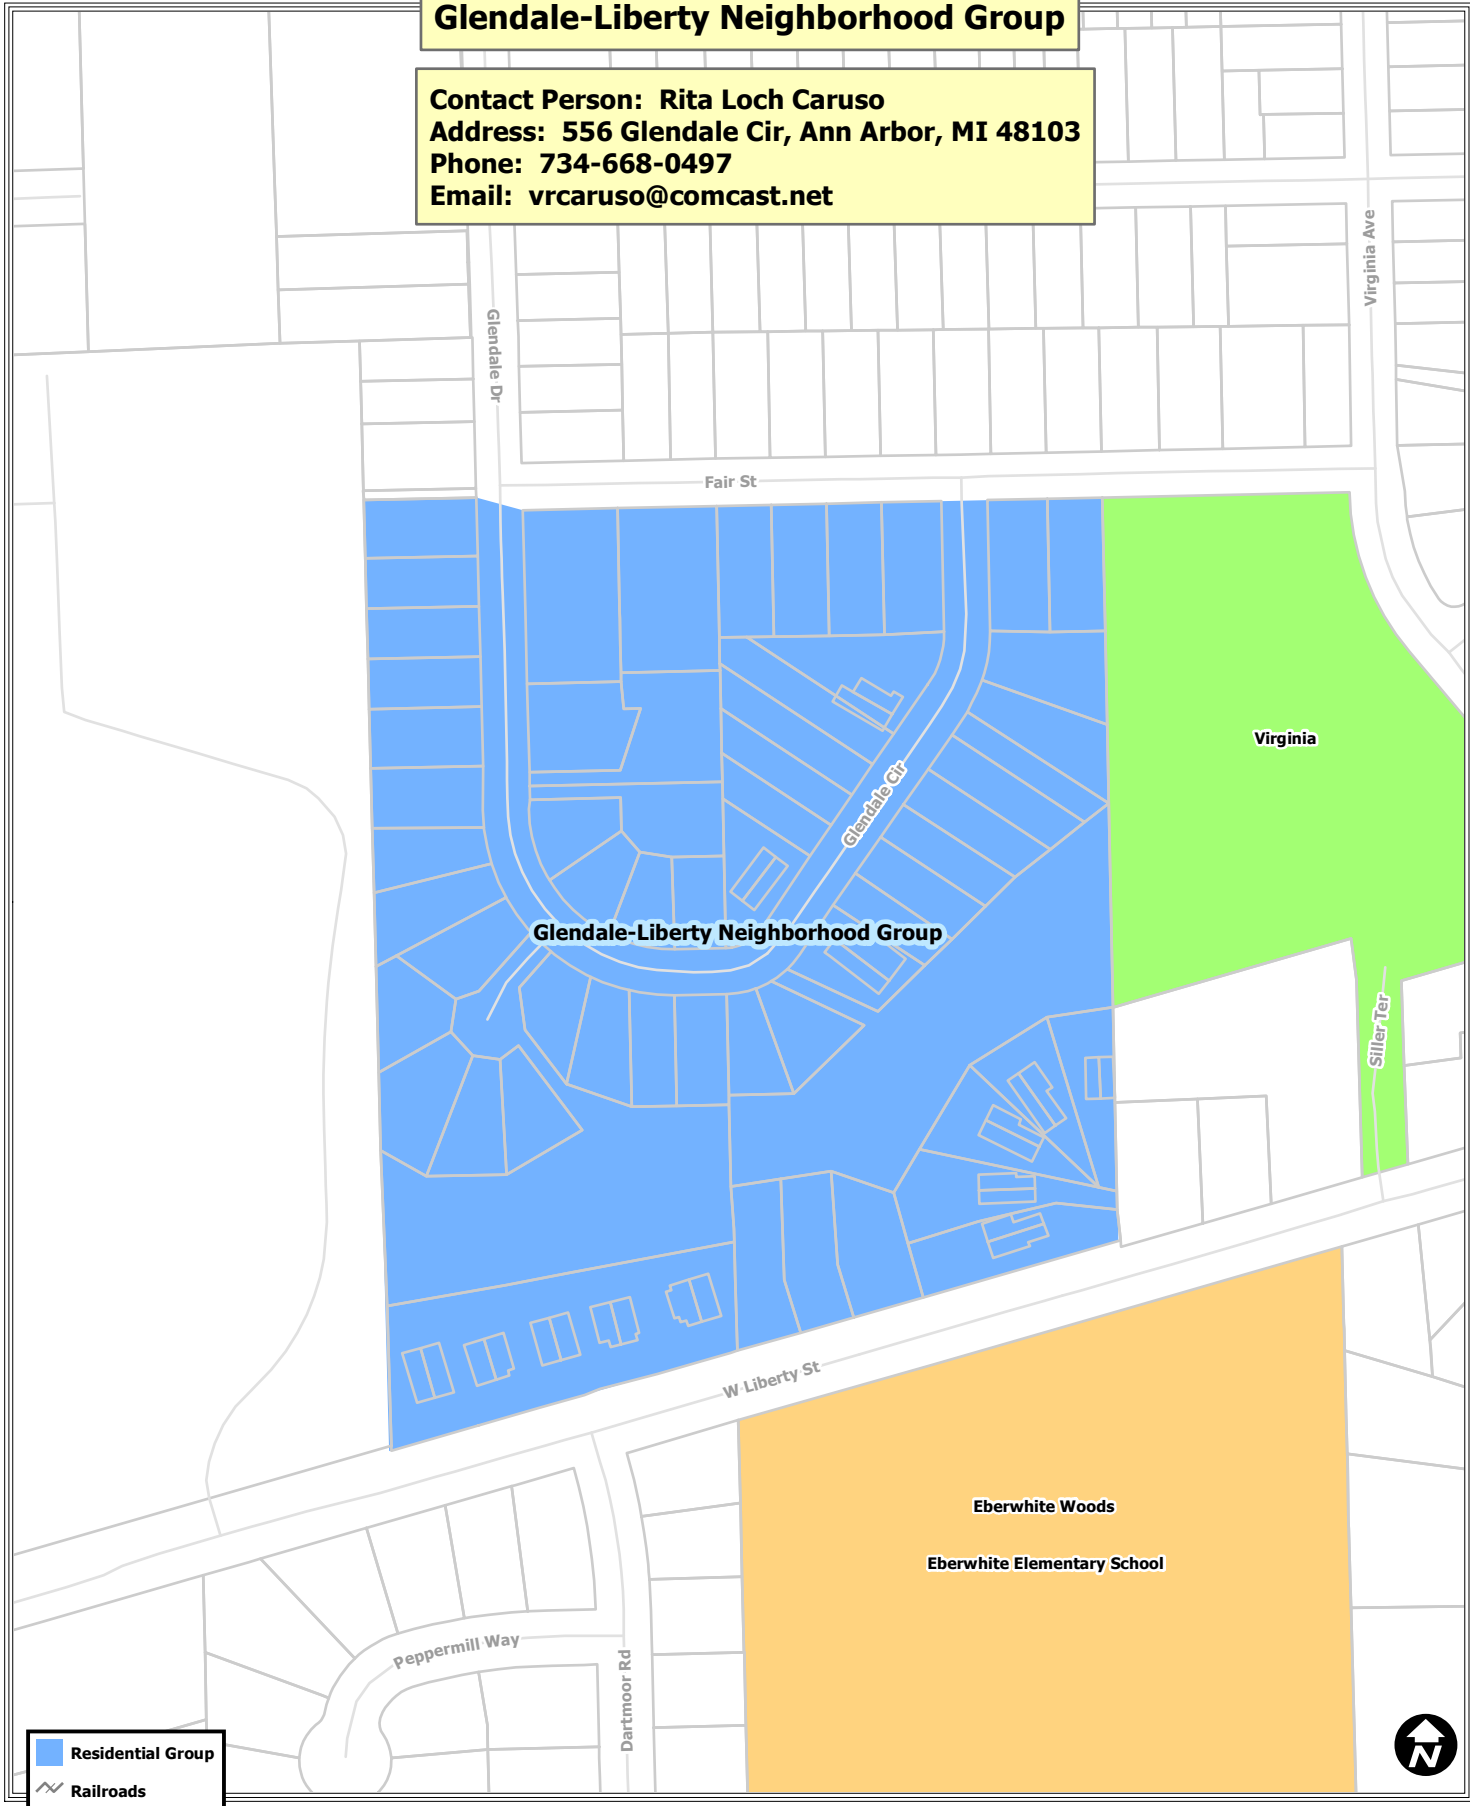 Glendale-Liberty Neighborhood Group
Contact Person: Rita Loch Caruso
Address: 556 Glendale Cir, Ann Arbor, MI 48103
Phone: 734-668-0497
Email: vrcaruso@comcast.net
Virginia Ave
Glendale Dr
Fair St
Virginia
Glendale Cir
Glendale-Liberty Neighborhood Group
Siller Ter
W Liberty St
Eberwhite Woods
Eberwhite Elementary School
Peppermill Way
Dartmoor Rd
Residential Group
Railroads
N